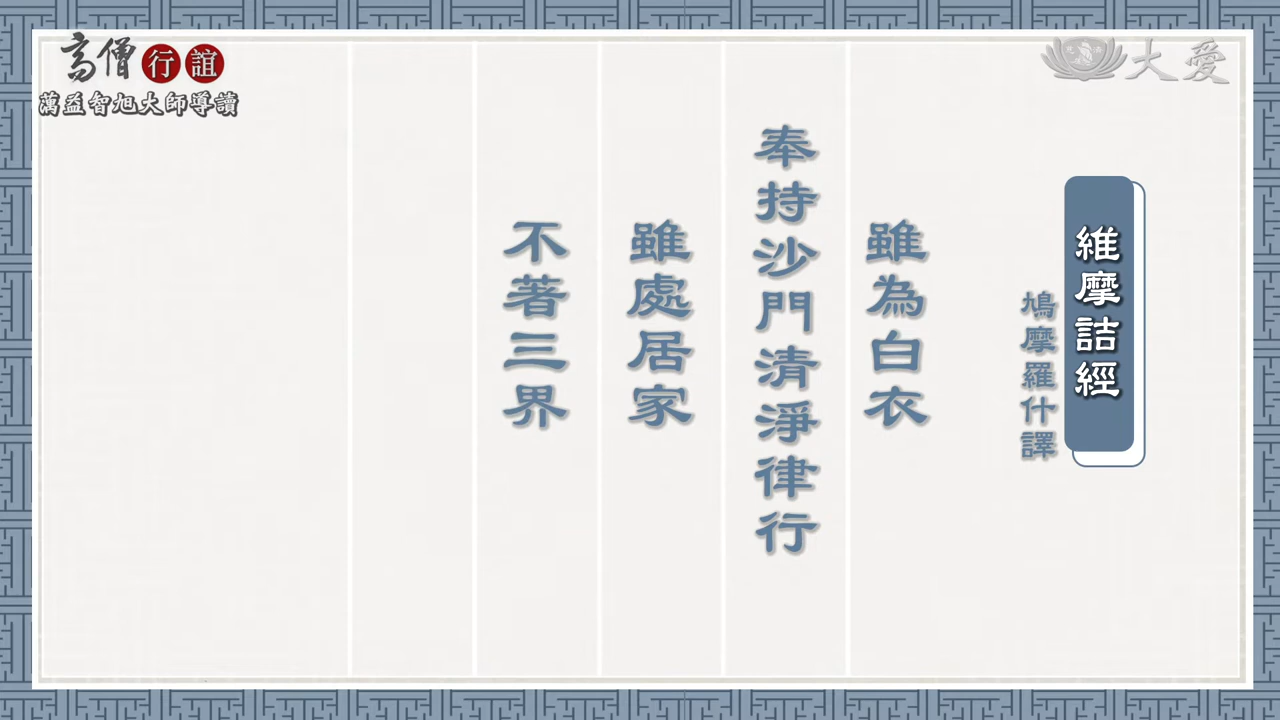 高僧行誼
蕅益智旭大師導讀
大愛
維摩詰經
鳩摩羅什譯
雖為白衣
奉持沙門清淨律行
雖處居家
不著三界